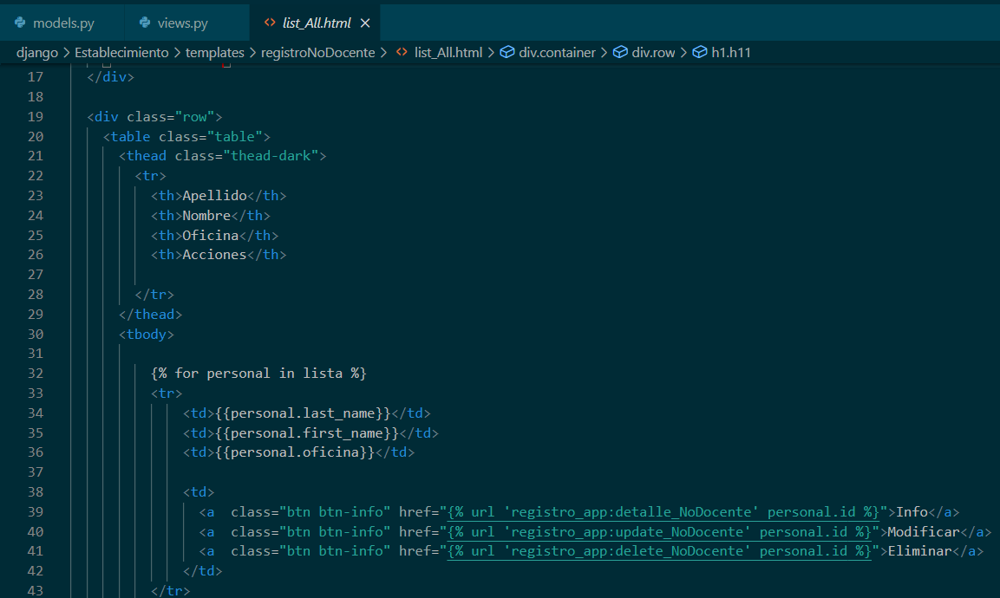 models.py views.py <> list_All.html ×
django > Establecimiento > templates > registroNoDocente > <> list_All.html > div.container > div.row > h1.h11
17 </div>
18
19 <div class="row">
20 <table class="table">
21 <thead class="thead-dark">
22 <tr>
23 <th>Apellido</th>
24 <th>Nombre</th>
25 <th>Oficina</th>
26 <th>Acciones</th>
27
28 </tr>
29 </thead>
30 <tbody>
31
32 {% for personal in lista %}
33 <tr>
34 <td>{{personal.last_name}}</td>
35 <td>{{personal.first_name}}</td>
36 <td>{{personal.oficina}}</td>
37
38 <td>
39 <a  class="btn btn-info" href="{% url 'registro_app:detalle_NoDocente' personal.id %}">Info</a>
40 <a  class="btn btn-info" href="{% url 'registro_app:update_NoDocente' personal.id %}">Modificar</a>
41 <a  class="btn btn-info" href="{% url 'registro_app:delete_NoDocente' personal.id %}">Eliminar</a>
42 </td>
43 </tr>